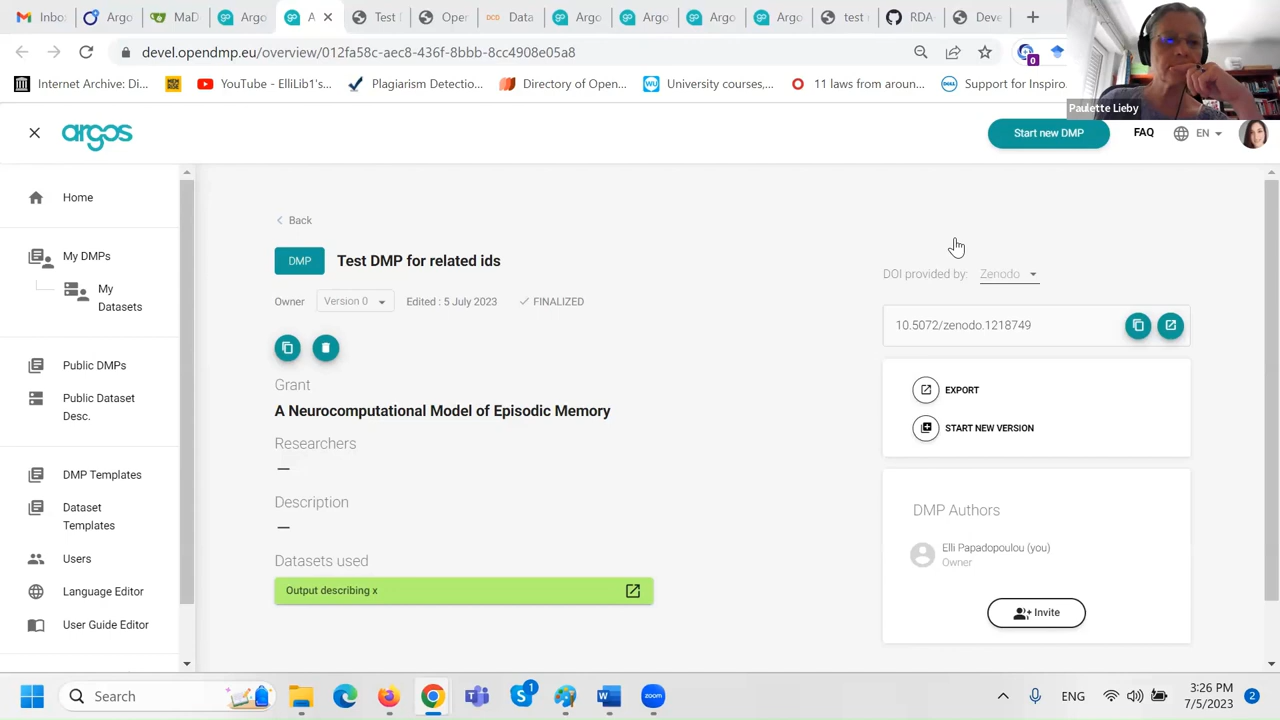 Inbo
Argo
MaD
Argo
A
Test I
Oper
DCD Data
Argo
Argo
Argo
Argo
test
RDA
Deve
devel.opendmp.eu/overview/012fa58c-aec8-436f-8bbb-8cc4908e05a8
0
Internet Archive: Di...
YouTube - ElliLib1's...
Plagiarism Detectio...
Directory of Open...
WU University courses,...
11 laws from aroun...
Support for Inspiro...
Paulette Lieby
argos
Start new DMP
FAQ
EN
Home
My DMPs
My
Datasets
Public DMPs
Public Dataset
Desc.
DMP Templates
Dataset
Templates
Users
Language Editor
User Guide Editor
Back
DMP Test DMP for related ids
Owner Version 0 Edited : 5 July 2023 FINALIZED
Grant
A Neurocomputational Model of Episodic Memory
Researchers
—
Description
—
Datasets used
Output describing x
DOI provided by: Zenodo
10.5072/zenodo.1218749
EXPORT
START NEW VERSION
DMP Authors
Elli Papadopoulou (you)
Owner
Invite
Search
1
zoom
ENG
3:26 PM
7/5/2023
2